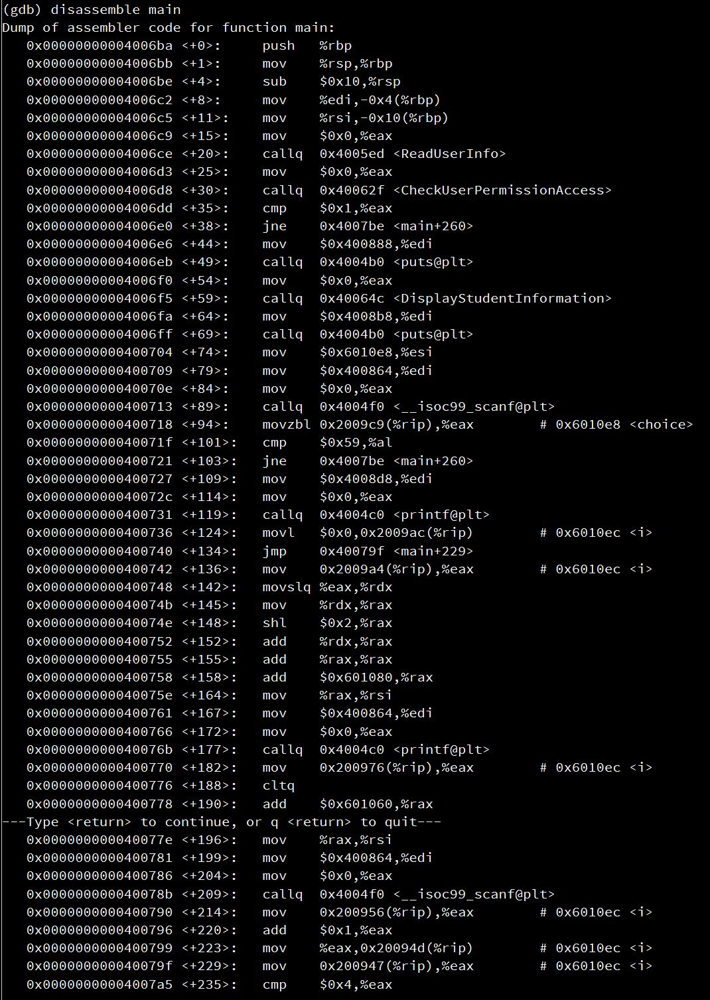 (gdb) disassemble main
Dump of assembler code for function main:
   0x00000000004006ba <+0>:     push   %rbp
   0x00000000004006bb <+1>:     mov    %rsp,%rbp
   0x00000000004006be <+4>:     sub    $0x10,%rsp
   0x00000000004006c2 <+8>:     mov    %edi,-0x4(%rbp)
   0x00000000004006c5 <+11>:    mov    %rsi,-0x10(%rbp)
   0x00000000004006c9 <+15>:    mov    $0x0,%eax
   0x00000000004006ce <+20>:    callq  0x4005ed <ReadUserInfo>
   0x00000000004006d3 <+25>:    mov    $0x0,%eax
   0x00000000004006d8 <+30>:    callq  0x40062f <CheckUserPermissionAccess>
   0x00000000004006dd <+35>:    cmp    $0x1,%eax
   0x00000000004006e0 <+38>:    jne    0x4007be <main+260>
   0x00000000004006e6 <+44>:    mov    $0x400888,%edi
   0x00000000004006eb <+49>:    callq  0x4004b0 <puts@plt>
   0x00000000004006f0 <+54>:    mov    $0x0,%eax
   0x00000000004006f5 <+59>:    callq  0x40064c <DisplayStudentInformation>
   0x00000000004006fa <+64>:    mov    $0x4008b8,%edi
   0x00000000004006ff <+69>:    callq  0x4004b0 <puts@plt>
   0x0000000000400704 <+74>:    mov    $0x6010e8,%esi
   0x0000000000400709 <+79>:    mov    $0x400864,%edi
   0x000000000040070e <+84>:    mov    $0x0,%eax
   0x0000000000400713 <+89>:    callq  0x4004f0 <__isoc99_scanf@plt>
   0x0000000000400718 <+94>:    movzbl 0x2009c9(%rip),%eax        # 0x6010e8 <choice>
   0x000000000040071f <+101>:   cmp    $0x59,%al
   0x0000000000400721 <+103>:   jne    0x4007be <main+260>
   0x0000000000400727 <+109>:   mov    $0x4008d8,%edi
   0x000000000040072c <+114>:   mov    $0x0,%eax
   0x0000000000400731 <+119>:   callq  0x4004c0 <printf@plt>
   0x0000000000400736 <+124>:   movl   $0x0,0x2009ac(%rip)        # 0x6010ec <i>
   0x0000000000400740 <+134>:   jmp    0x40079f <main+229>
   0x0000000000400742 <+136>:   mov    0x2009a4(%rip),%eax        # 0x6010ec <i>
   0x0000000000400748 <+142>:   movslq %eax,%rdx
   0x000000000040074b <+145>:   mov    %rdx,%rax
   0x000000000040074e <+148>:   shl    $0x2,%rax
   0x0000000000400752 <+152>:   add    %rdx,%rax
   0x0000000000400755 <+155>:   add    %rax,%rax
   0x0000000000400758 <+158>:   add    $0x601080,%rax
   0x000000000040075e <+164>:   mov    %rax,%rsi
   0x0000000000400761 <+167>:   mov    $0x400864,%edi
   0x0000000000400766 <+172>:   mov    $0x0,%eax
   0x000000000040076b <+177>:   callq  0x4004c0 <printf@plt>
   0x0000000000400770 <+182>:   mov    0x200976(%rip),%eax        # 0x6010ec <i>
   0x0000000000400776 <+188>:   cltq
   0x0000000000400778 <+190>:   add    $0x601060,%rax
---Type <return> to continue, or q <return> to quit---
   0x000000000040077e <+196>:   mov    %rax,%rsi
   0x0000000000400781 <+199>:   mov    $0x400864,%edi
   0x0000000000400786 <+204>:   mov    $0x0,%eax
   0x000000000040078b <+209>:   callq  0x4004f0 <__isoc99_scanf@plt>
   0x0000000000400790 <+214>:   mov    0x200956(%rip),%eax        # 0x6010ec <i>
   0x0000000000400796 <+220>:   add    $0x1,%eax
   0x0000000000400799 <+223>:   mov    %eax,0x20094d(%rip)        # 0x6010ec <i>
   0x000000000040079f <+229>:   mov    0x200947(%rip),%eax        # 0x6010ec <i>
   0x00000000004007a5 <+235>:   cmp    $0x4,%eax